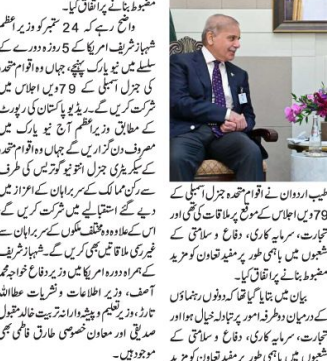 مضبوط بنانے پر اتفاق کیا۔
واضح رہے کہ 24 ستمبر کو وزیراعظم
شہباز شریف امریکا کے 5 روزہ دورے کے
سلسلے میں نیو یارک پہنچے، جہاں وہ اقوام متحدہ
کی جنرل اسمبلی کے 79ویں اجلاس میں
شرکت کریں گے۔ ریڈیو پاکستان کی رپورٹ
کے مطابق وزیراعظم آج نیو یارک میں
مصروف دن گزاریں گے جہاں وہ اقوام متحدہ
کے سیکریٹری جنرل انتونیو گوتریس کی طرف
سے رکن ممالک کے سربراہان کے اعزاز میں
دیے گئے استقبالیے میں شرکت کریں گے،
اس کے علاوہ وہ مختلف ملکوں کے سربراہان سے
غیر رسمی ملاقاتیں بھی کریں گے۔ شہباز شریف
کے ہمراہ دورہ امریکا میں وزیر دفاع خواجہ محمد
آصف، وزیر اطلاعات و نشریات عطااللہ
تارڑ، وزیر تعلیم و پیشہ ورانہ تربیت خالد مقبول
صدیقی اور معاون خصوصی طارق فاطمی بھی
موجود ہیں۔
طیب اردوان نے اقوام متحدہ جنرل اسمبلی کے
79ویں اجلاس کے موقع پر ملاقات کی تھی اور
تجارت، سرمایہ کاری، دفاع و سلامتی کے
شعبوں میں باہمی طور پر مفید تعاون کو مزید
مضبوط بنانے پر اتفاق کیا۔
بیان میں بتایا گیا تھا کہ دونوں رہنماؤں
کے درمیان دوطرفہ امور پر تبادلہ خیال ہوا اور
تجارت، سرمایہ کاری، دفاع و سلامتی کے
شعبوں میں باہمی طور پر مفید تعاون کو مزید